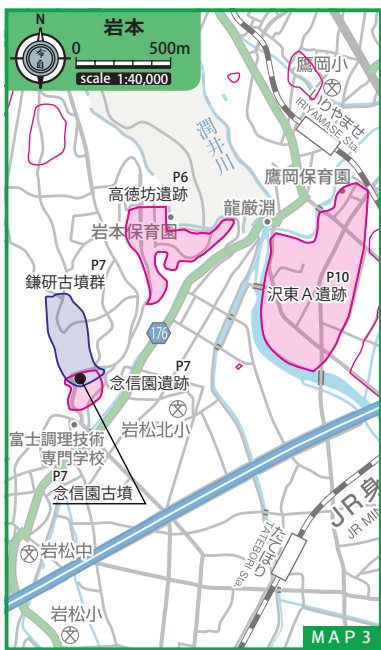 岩本
N
0 500m
scale 1:40,000
鷹岡小
いりやませ
IRIYAMASE Sta.
潤井川
P6
高徳坊遺跡
岩本保育園
鷹岡保育園
龍巌淵
P10
沢東A遺跡
P7
鎌研古墳群
176
P7
念信園遺跡
岩松北小
富士調理技術
専門学校
P7
念信園古墳
岩松中
岩松小
たてぼり
TATEBORI Sta.
JR身
JR MIN
MAP 3